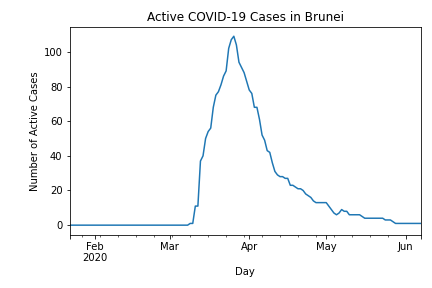 Active COVID-19 Cases in Brunei
Number of Active Cases
100
80
60
40
20
0
Feb
2020
Mar
Apr
May
Jun
Day